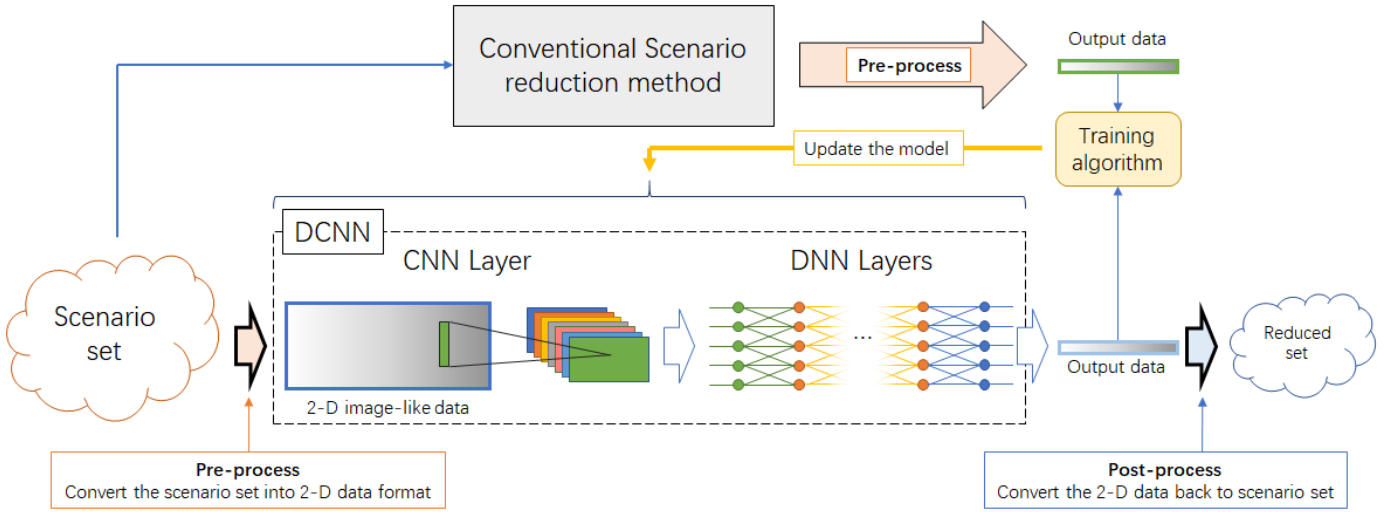 Conventional Scenario
reduction method
Pre-process
Output data
Training
algorithm
Update the model
DCNN
CNN Layer
DNN Layers
Scenario
set
...
2-D image-like data
Output data
Reduced
set
Pre-process
Convert the scenario set into 2-D data format
Post-process
Convert the 2-D data back to scenario set